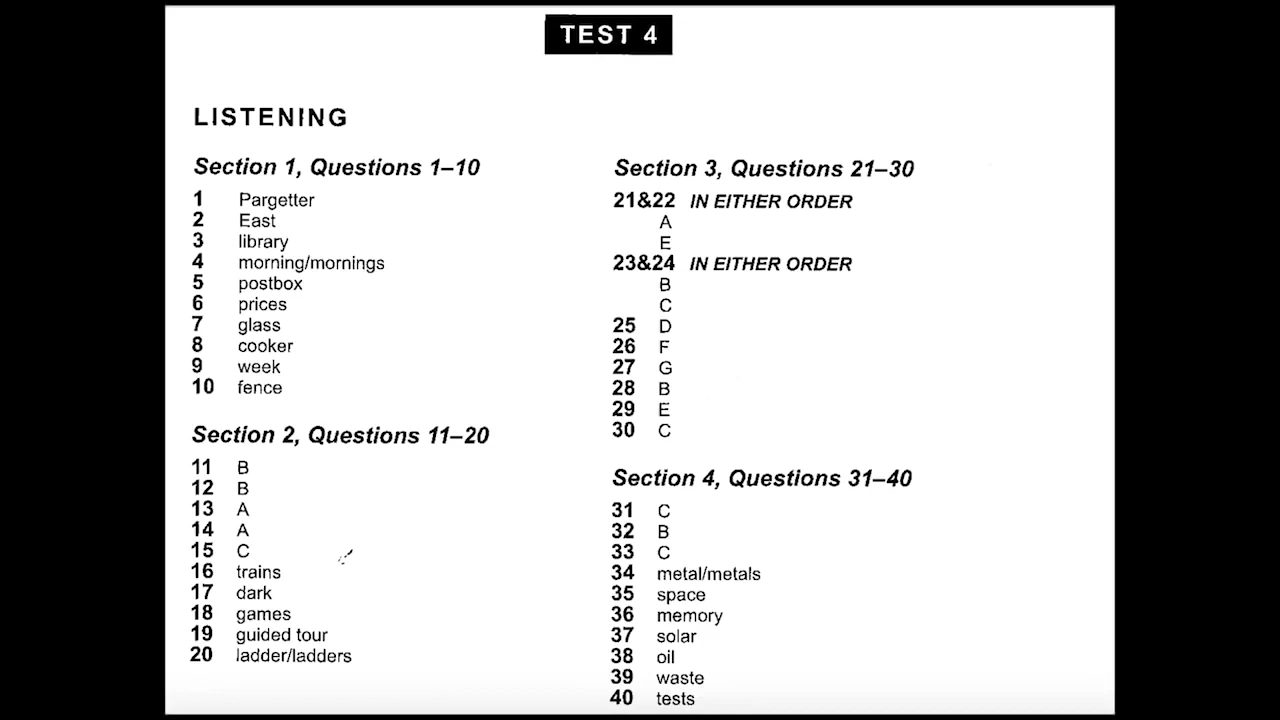 TEST 4
LISTENING
Section 1, Questions 1–10
1 Pargetter
2 East
3 library
4 morning/mornings
5 postbox
6 prices
7 glass
8 cooker
9 week
10 fence
Section 2, Questions 11–20
11 B
12 B
13 A
14 A
15 C
16 trains
17 dark
18 games
19 guided tour
20 ladder/ladders
Section 3, Questions 21–30
21&22 IN EITHER ORDER
A
E
23&24 IN EITHER ORDER
B
C
25 D
26 F
27 G
28 B
29 E
30 C
Section 4, Questions 31–40
31 C
32 B
33 C
34 metal/metals
35 space
36 memory
37 solar
38 oil
39 waste
40 tests